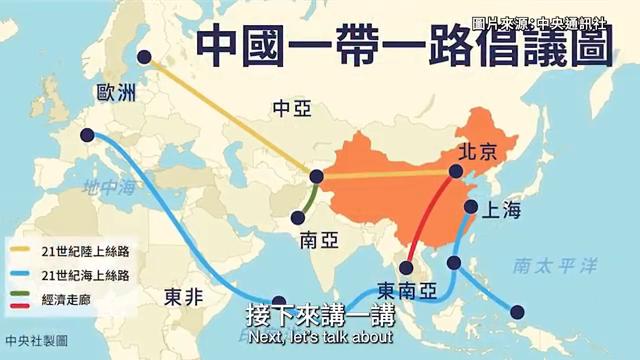 圖片來源:中央通訊社
中國一帶一路倡議圖
歐洲
中亞
北京
地中海
上海
南亞
21世紀陸上絲路
21世紀海上絲路
經濟走廊
東非
東南亞
南太平洋
接下來講一講
Next, let's talk about
中央社製圖